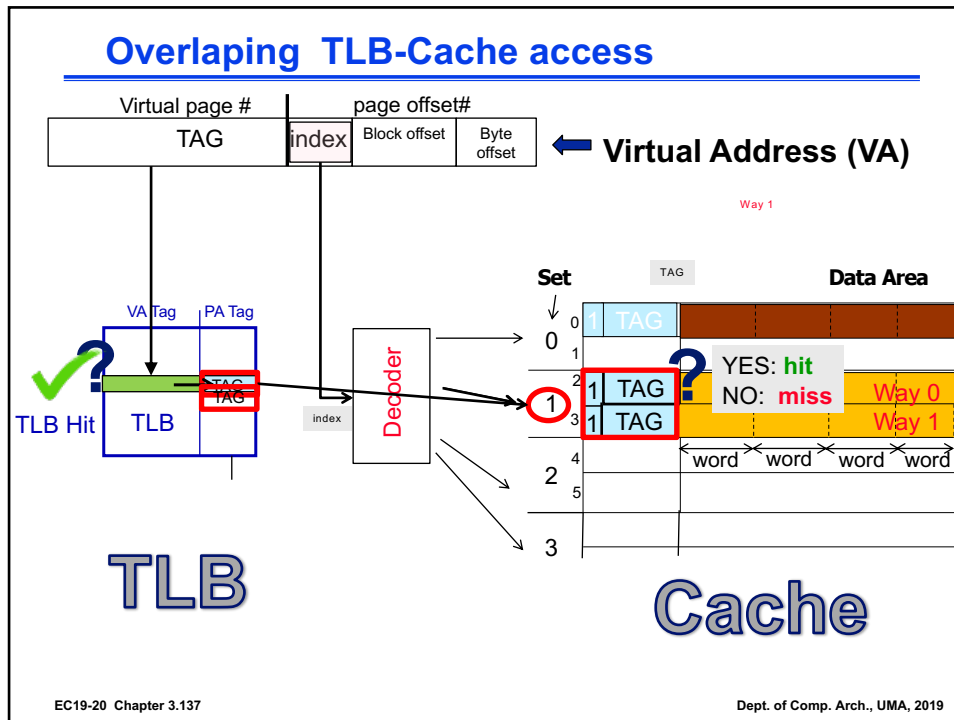 Overlaping TLB-Cache access
Virtual page # page offset#
TAG index Block offset Byte offset
Virtual Address (VA)
Way 1
Set TAG Data Area
VA Tag PA Tag
0 0 1 TAG
1
TLB Hit ? TLB TAG TAG
index Decoder
? YES: hit
NO: miss
1 2 1 TAG Way 0
3 1 TAG Way 1
word word word word
2 4
5
3
TLB
Cache
EC19-20 Chapter 3.137 Dept. of Comp. Arch., UMA, 2019